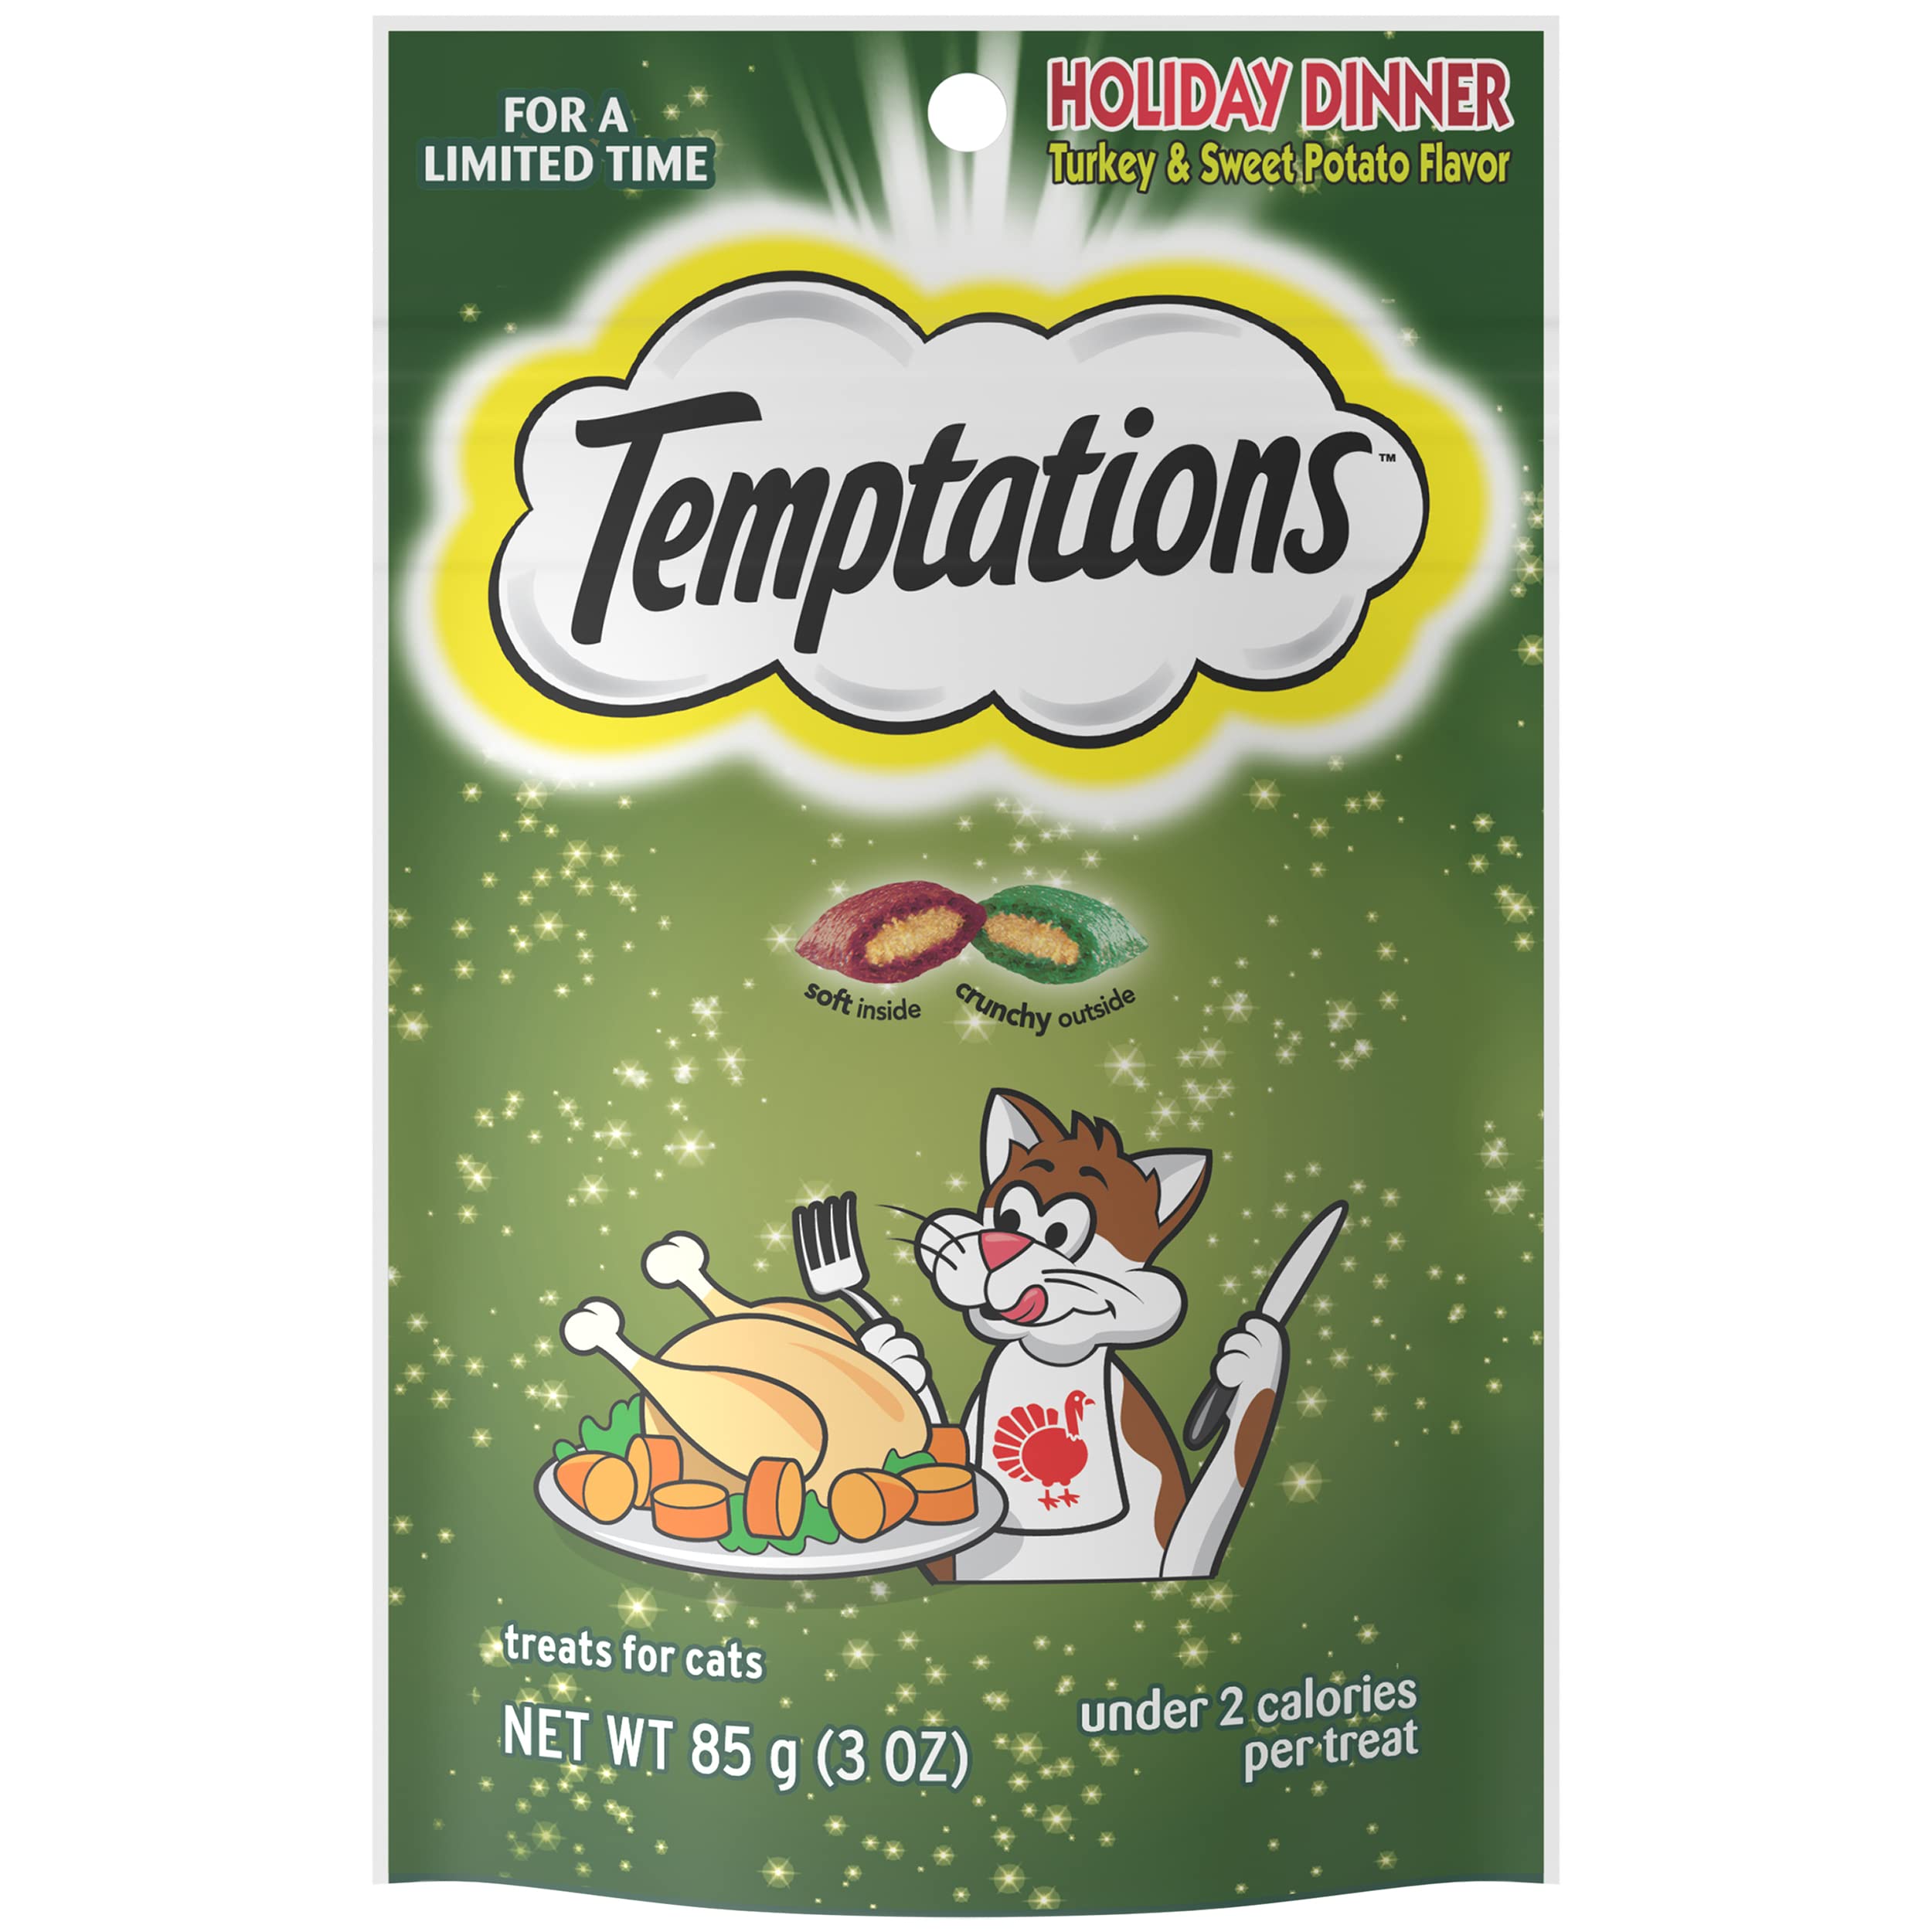 FOR A
LIMITED TIME
HOLIDAY DINNER
Turkey & Sweet Potato Flavor
Temptations™
soft inside
crunchy outside
treats for cats
NET WT 85 g (3 OZ)
under 2 calories
per treat